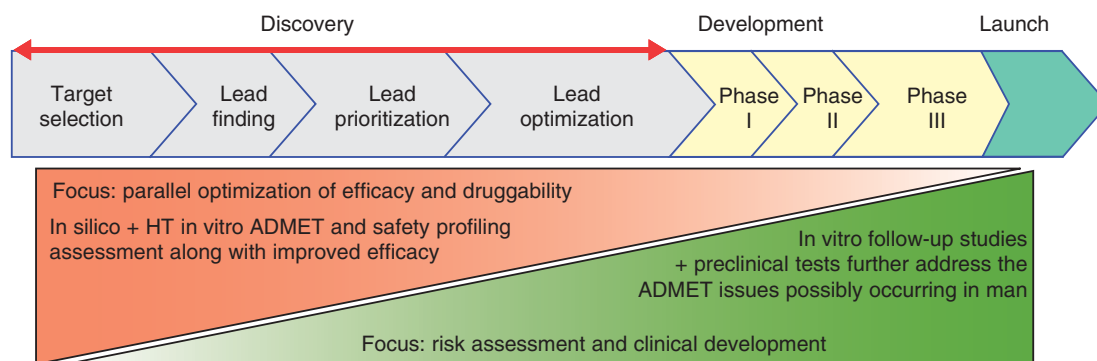 Discovery
Development
Launch
Target
selection
Lead
finding
Lead
prioritization
Lead
optimization
Phase
I
Phase
II
Phase
III
Focus: parallel optimization of efficacy and druggability
In silico + HT in vitro ADMET and safety profiling
assessment along with improved efficacy
In vitro follow-up studies
+ preclinical tests further address the
ADMET issues possibly occurring in man
Focus: risk assessment and clinical development